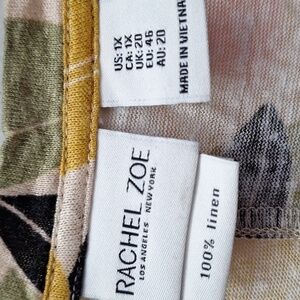 US: 1X
CA: 1X
UK: 20
EU: 46
AU: 20
MADE IN VIETNA
RACHEL ZOE
LOS ANGELES NEW YORK
100% linen